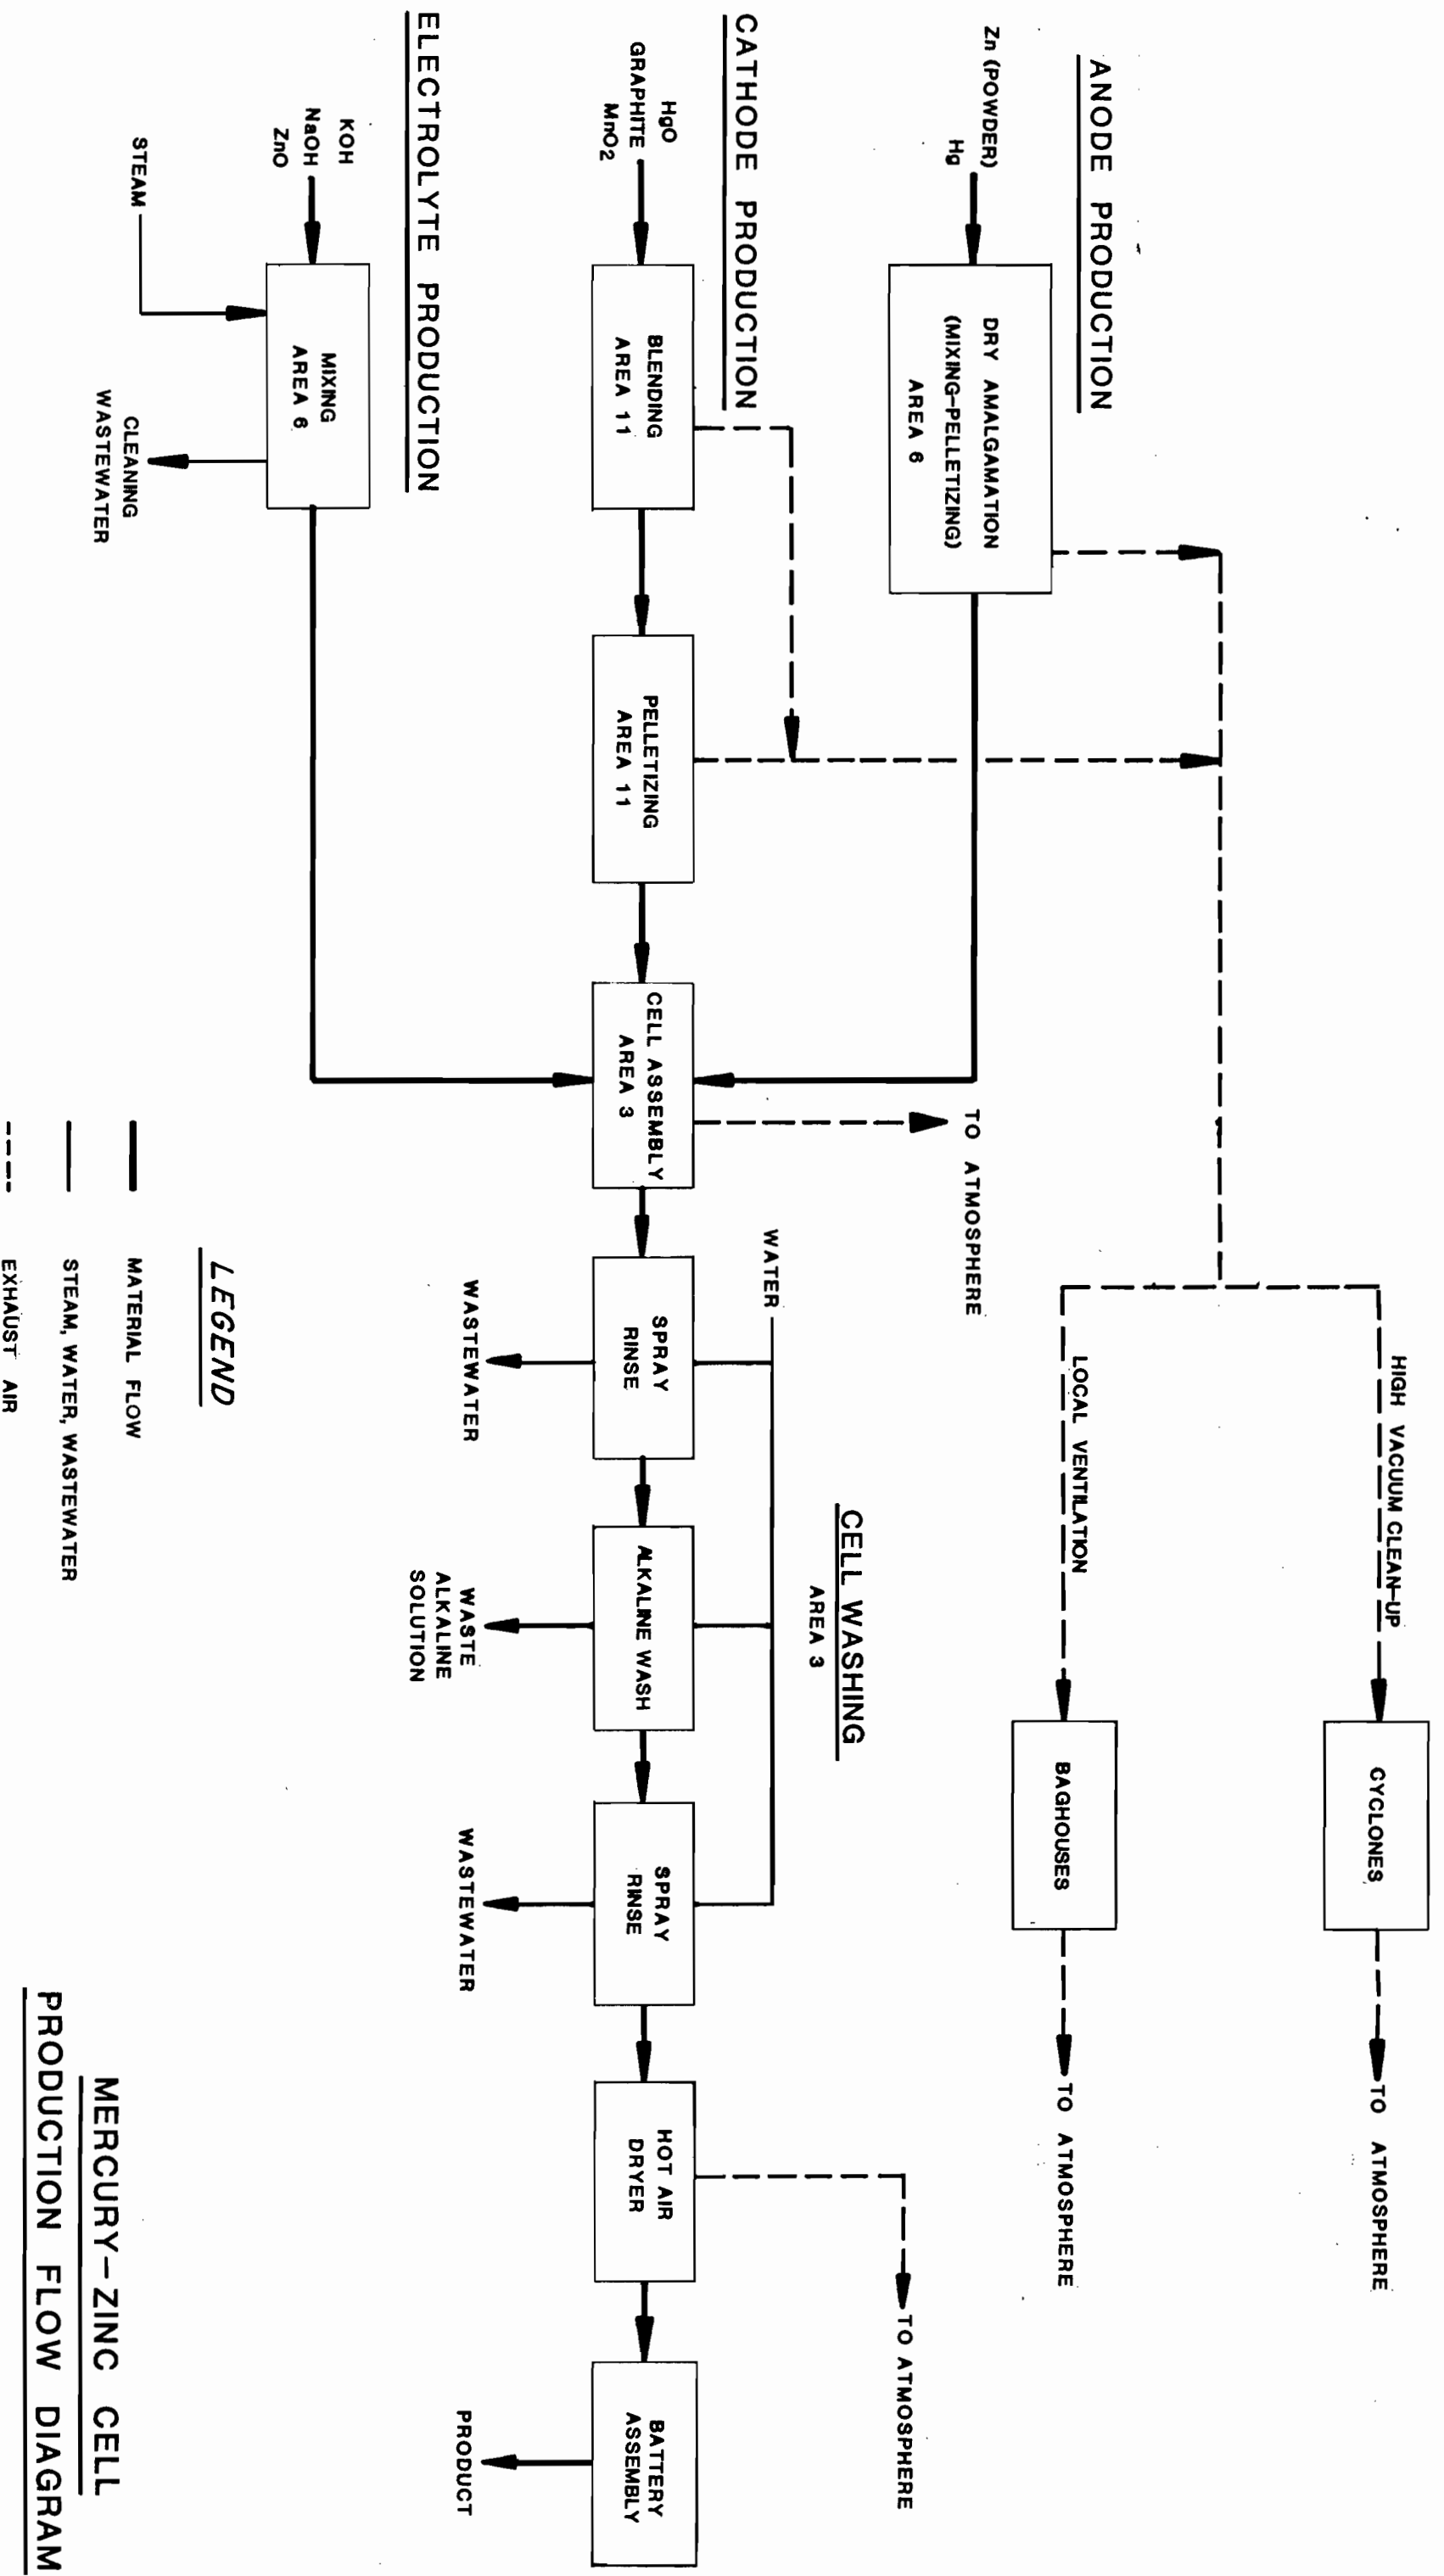 ANODE PRODUCTION
Zn (POWDER)
Hg
DRY AMALGAMATION
(MIXING-PELLETIZING)
AREA 6
HIGH VACUUM CLEAN-UP
CYCLONES
TO ATMOSPHERE
LOCAL VENTILATION
BAGHOUSES
TO ATMOSPHERE
CATHODE PRODUCTION
HgO
GRAPHITE
MnO2
BLENDING
AREA 11
PELLETIZING
AREA 11
CELL ASSEMBLY
AREA 3
TO ATMOSPHERE
CELL WASHING
AREA 3
WATER
SPRAY
RINSE
WASTEWATER
ALKALINE WASH
WASTE
ALKALINE
SOLUTION
SPRAY
RINSE
WASTEWATER
HOT AIR
DRYER
TO ATMOSPHERE
BATTERY
ASSEMBLY
PRODUCT
ELECTROLYTE PRODUCTION
KOH
NaOH
ZnO
STEAM
MIXING
AREA 6
CLEANING
WASTEWATER
LEGEND
MATERIAL FLOW
STEAM, WATER, WASTEWATER
EXHAUST AIR
MERCURY-ZINC CELL
PRODUCTION FLOW DIAGRAM